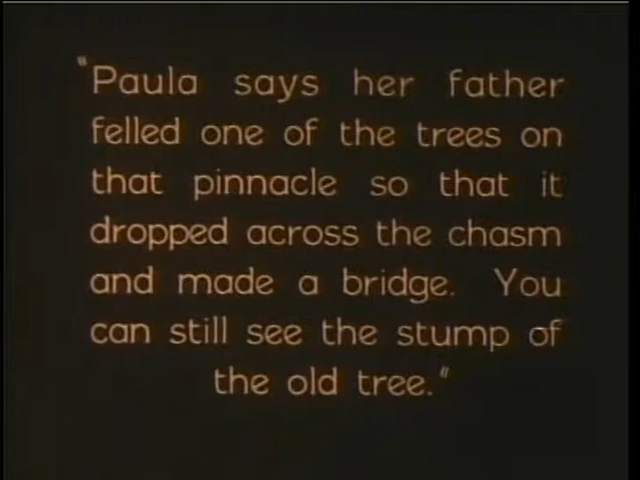 "Paula says her father
felled one of the trees on
that pinnacle so that it
dropped across the chasm
and made a bridge. You
can still see the stump of
the old tree."